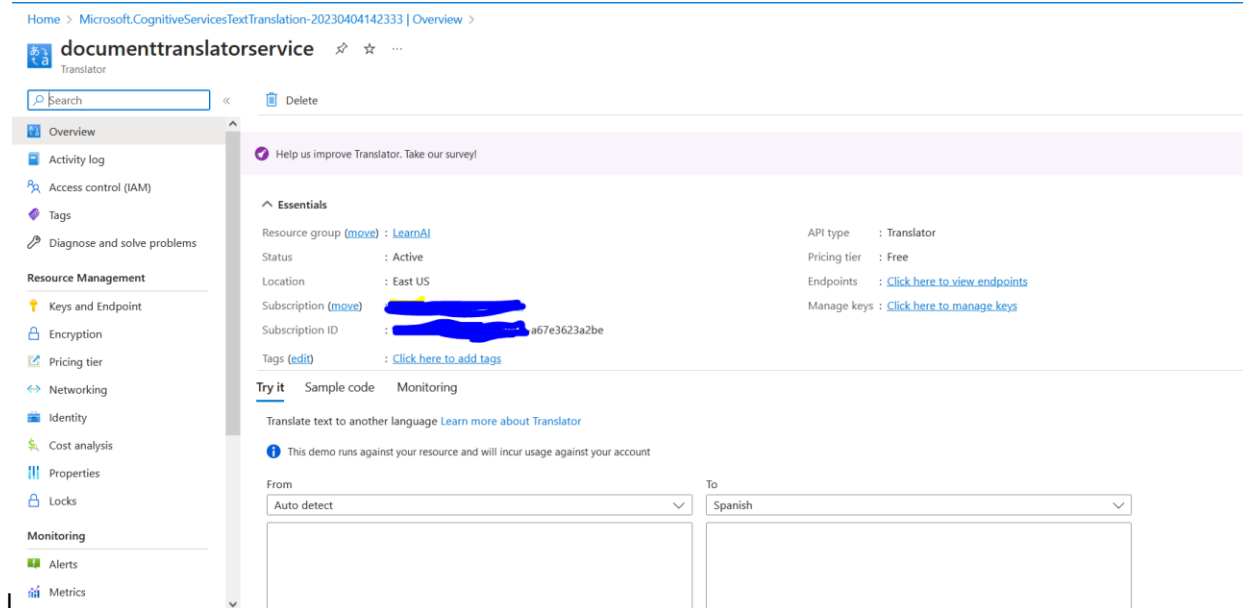 Home > Microsoft.CognitiveServicesTextTranslation-20230404142333 | Overview >
documenttranslatorservice
Translator
Search
Delete
Overview
Activity log
Access control (IAM)
Tags
Diagnose and solve problems
Resource Management
Keys and Endpoint
Encryption
Pricing tier
Networking
Identity
Cost analysis
Properties
Locks
Monitoring
Alerts
Metrics
Help us improve Translator. Take our survey!
Essentials
Resource group (move) : LearnAI
Status : Active
Location : East US
Subscription (move)
Subscription ID : a67e3623a2be
Tags (edit) : Click here to add tags
API type : Translator
Pricing tier : Free
Endpoints : Click here to view endpoints
Manage keys : Click here to manage keys
Try it Sample code Monitoring
Translate text to another language Learn more about Translator
This demo runs against your resource and will incur usage against your account
From
Auto detect
To
Spanish